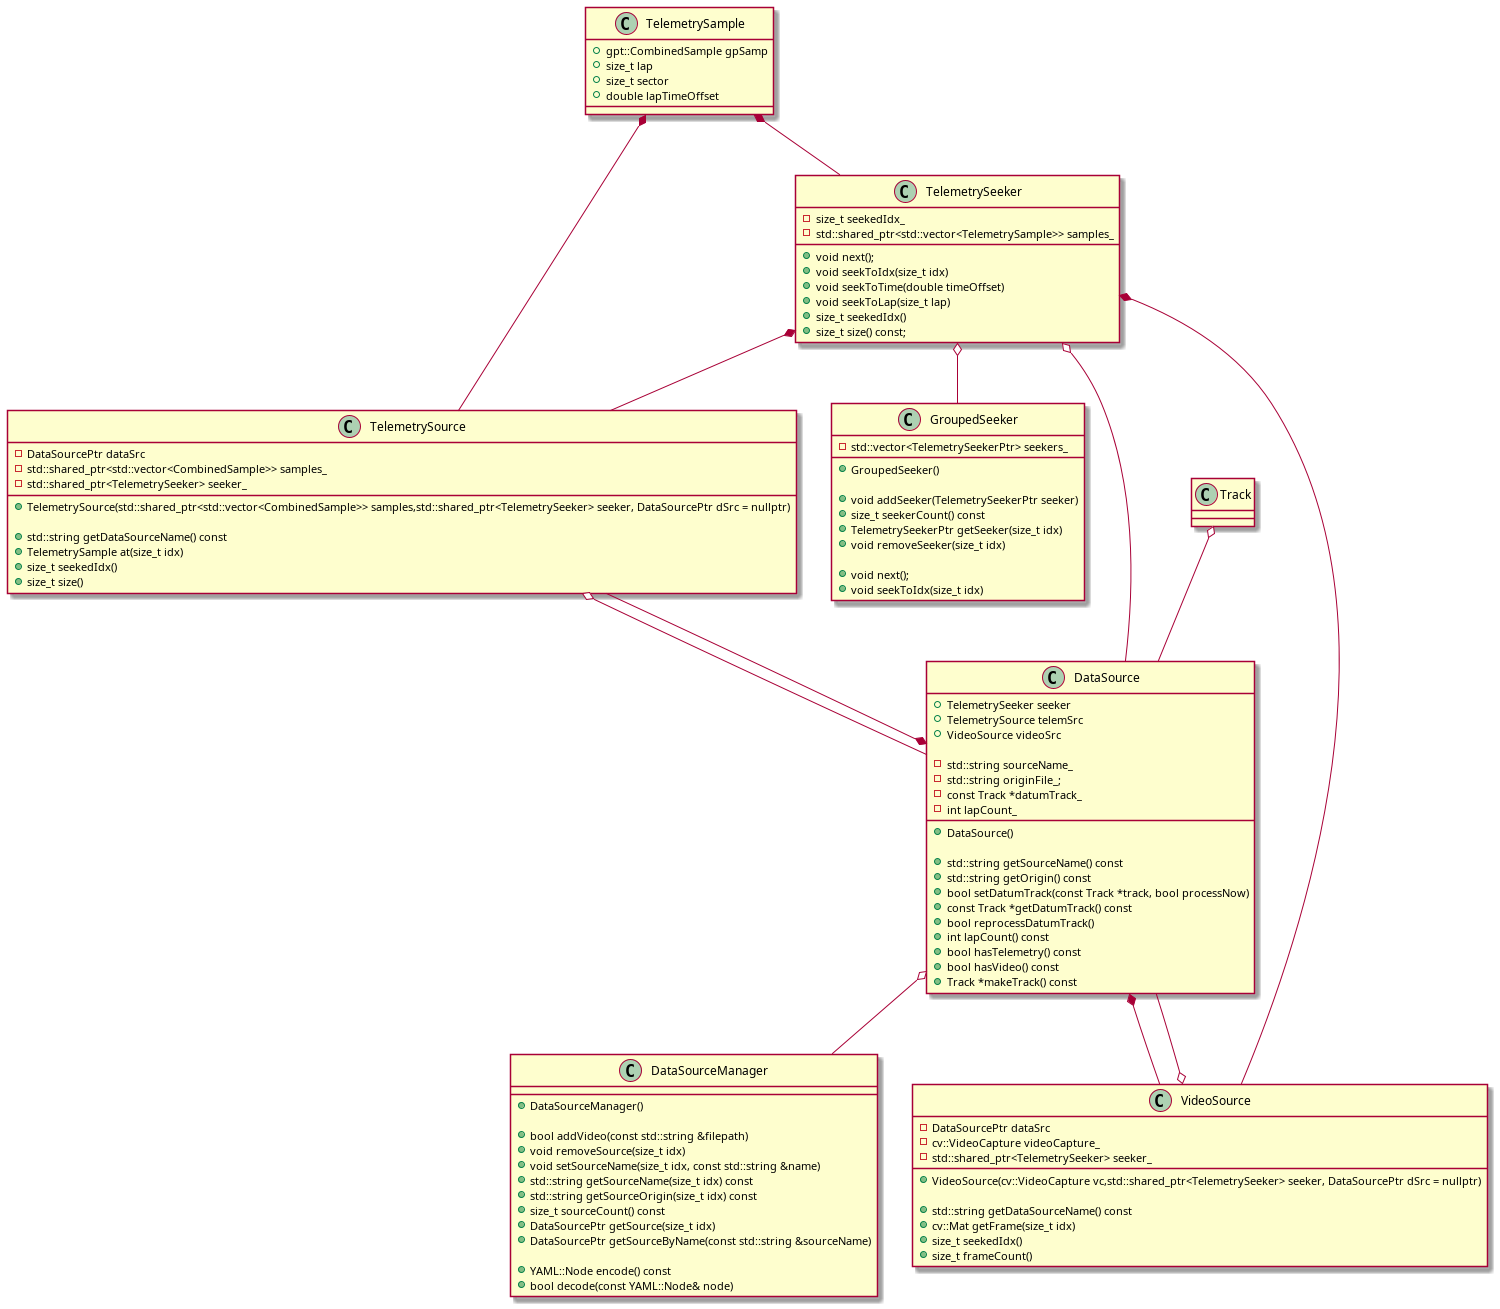 C TelemetrySample
gpt::CombinedSample gpSamp
size_t lap
size_t sector
double lapTimeOffset
C TelemetrySeeker
size_t seekedIdx_
std::shared_ptr<std::vector<TelemetrySample>> samples_
void next();
void seekToIdx(size_t idx)
void seekToTime(double timeOffset)
void seekToLap(size_t lap)
size_t seekedIdx()
size_t size() const;
C TelemetrySource
DataSourcePtr dataSrc
std::shared_ptr<std::vector<CombinedSample>> samples_
std::shared_ptr<TelemetrySeeker> seeker_
TelemetrySource(std::shared_ptr<std::vector<CombinedSample>> samples,std::shared_ptr<TelemetrySeeker> seeker, DataSourcePtr dSrc = nullptr)
std::string getDataSourceName() const
TelemetrySample at(size_t idx)
size_t seekedIdx()
size_t size()
C GroupedSeeker
std::vector<TelemetrySeekerPtr> seekers_
GroupedSeeker()
void addSeeker(TelemetrySeekerPtr seeker)
size_t seekerCount() const
TelemetrySeekerPtr getSeeker(size_t idx)
void removeSeeker(size_t idx)
void next();
void seekToIdx(size_t idx)
C Track
C DataSource
TelemetrySeeker seeker
TelemetrySource telemSrc
VideoSource videoSrc
std::string sourceName_
std::string originFile_;
const Track *datumTrack_
int lapCount_
DataSource()
std::string getSourceName() const
std::string getOrigin() const
bool setDatumTrack(const Track *track, bool processNow)
const Track *getDatumTrack() const
bool reprocessDatumTrack()
int lapCount() const
bool hasTelemetry() const
bool hasVideo() const
Track *makeTrack() const
C DataSourceManager
DataSourceManager()
bool addVideo(const std::string &filepath)
void removeSource(size_t idx)
void setSourceName(size_t idx, const std::string &name)
std::string getSourceName(size_t idx) const
std::string getSourceOrigin(size_t idx) const
size_t sourceCount() const
DataSourcePtr getSource(size_t idx)
DataSourcePtr getSourceByName(const std::string &sourceName)
YAML::Node encode() const
bool decode(const YAML::Node& node)
C VideoSource
DataSourcePtr dataSrc
cv::VideoCapture videoCapture_
std::shared_ptr<TelemetrySeeker> seeker_
VideoSource(cv::VideoCapture vc,std::shared_ptr<TelemetrySeeker> seeker, DataSourcePtr dSrc = nullptr)
std::string getDataSourceName() const
cv::Mat getFrame(size_t idx)
size_t seekedIdx()
size_t frameCount()